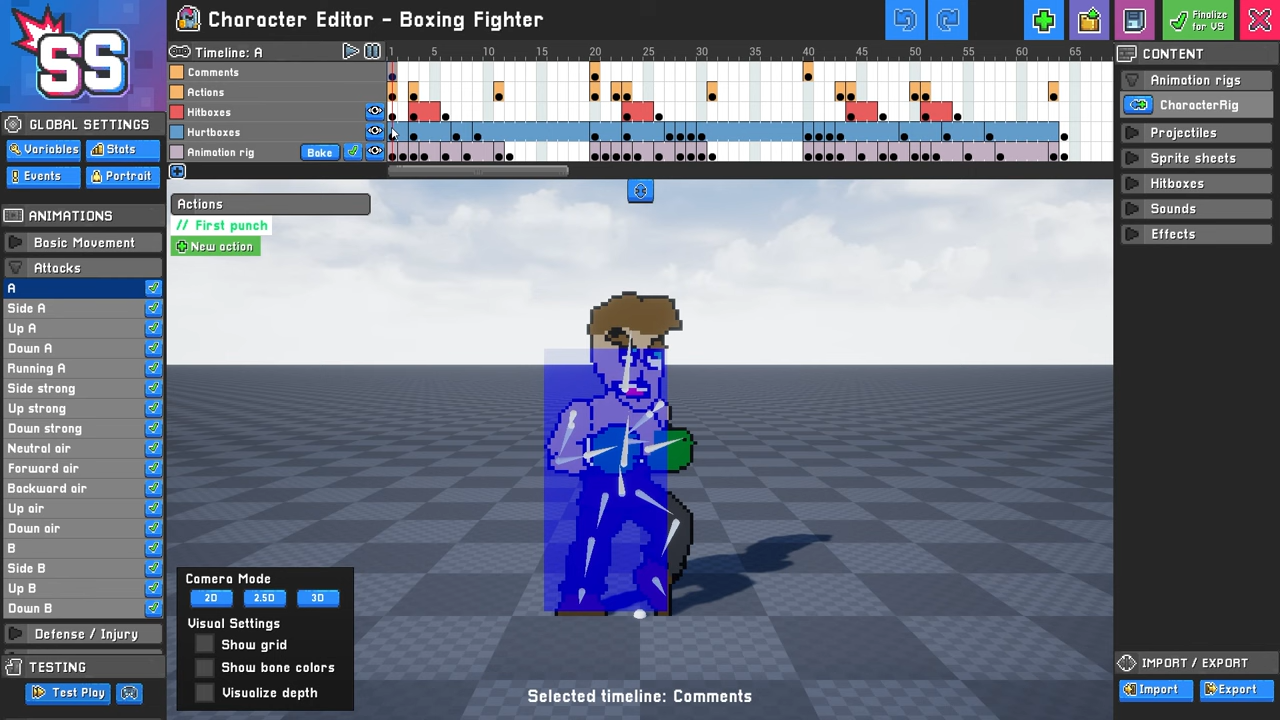 SS
Character Editor - Boxing Fighter
Finalize
for VS
Timeline: A
1 5 10 15 20 25 30 35 40 45 50 55 60 65
Comments
Actions
Hitboxes
Hurtboxes
Animation rig Bake
GLOBAL SETTINGS
Variables Stats
Events Portrait
ANIMATIONS
Basic Movement
Attacks
A
Side A
Up A
Down A
Running A
Side strong
Up strong
Down strong
Neutral air
Forward air
Backward air
Up air
Down air
B
Side B
Up B
Down B
Defense / Injury
TESTING
Test Play
Actions
// First punch
New action
Camera Mode
2D 2.5D 3D
Visual Settings
Show grid
Show bone colors
Visualize depth
Selected timeline: Comments
CONTENT
Animation rigs
CharacterRig
Projectiles
Sprite sheets
Hitboxes
Sounds
Effects
IMPORT / EXPORT
Import Export